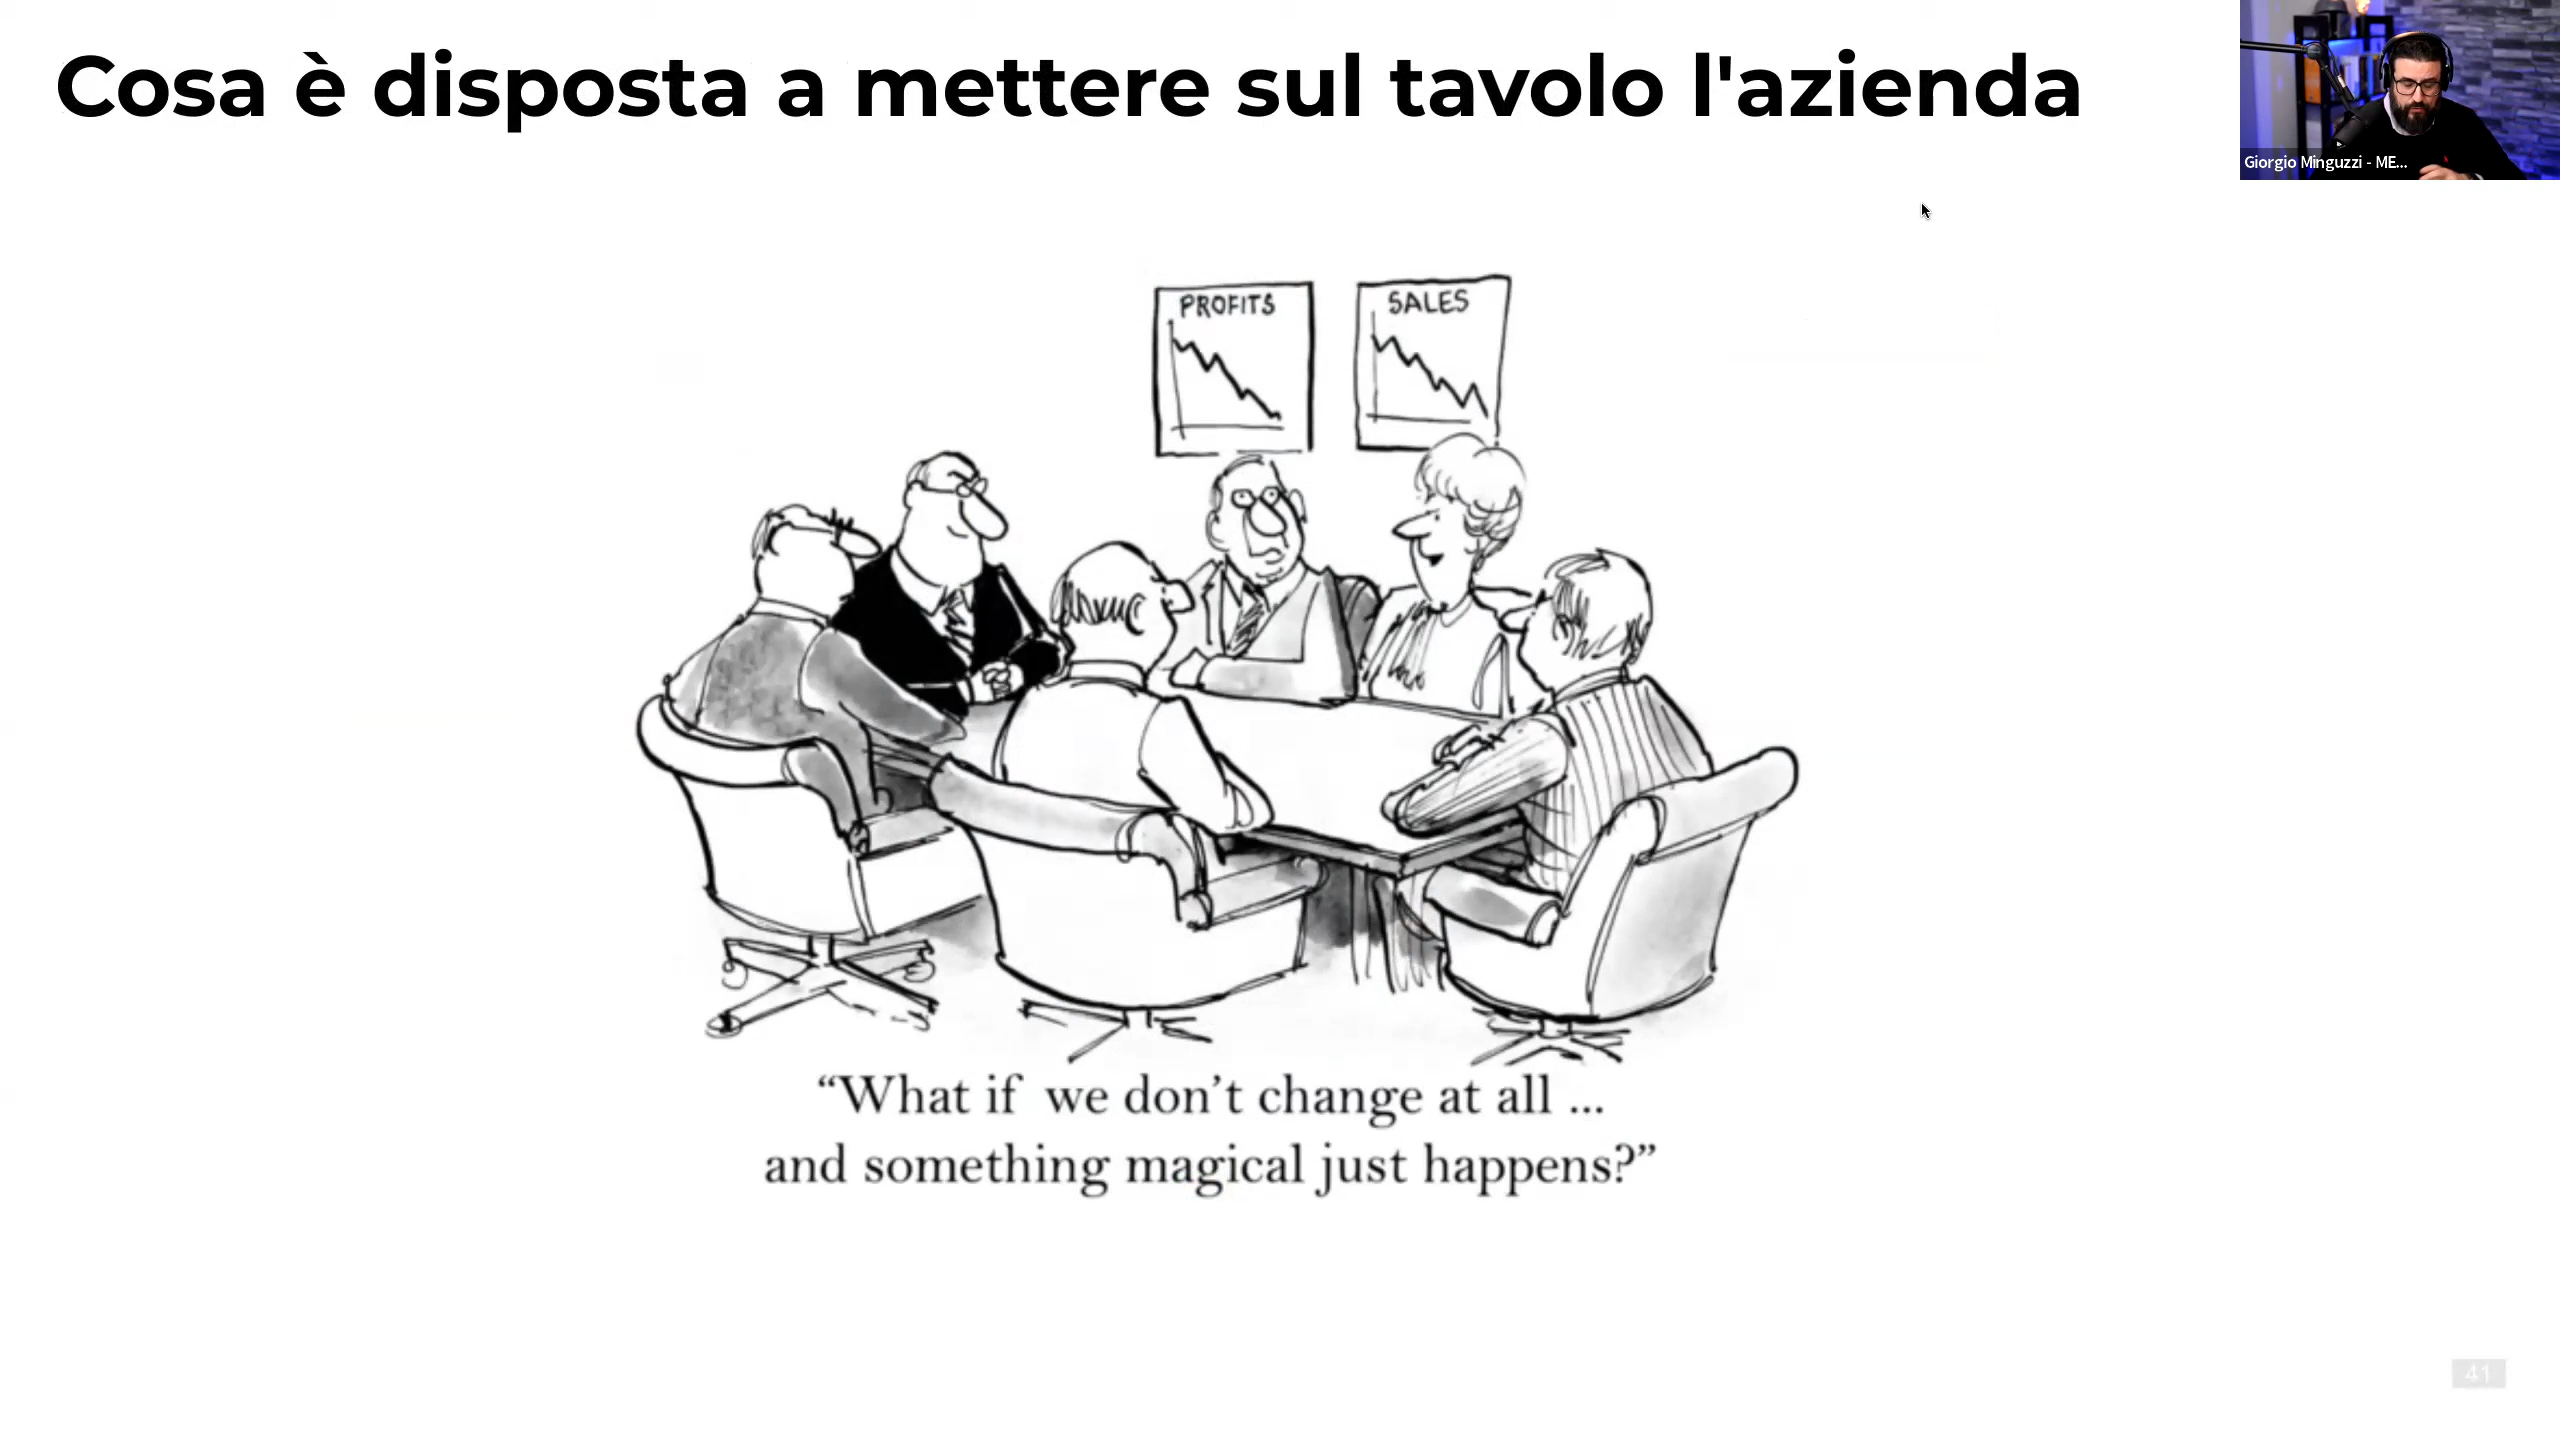 Cosa è disposta a mettere sul tavolo l'azienda
Giorgio Minguzzi - ME...
PROFITS
SALES
“What if we don’t change at all ...
and something magical just happens?”
41